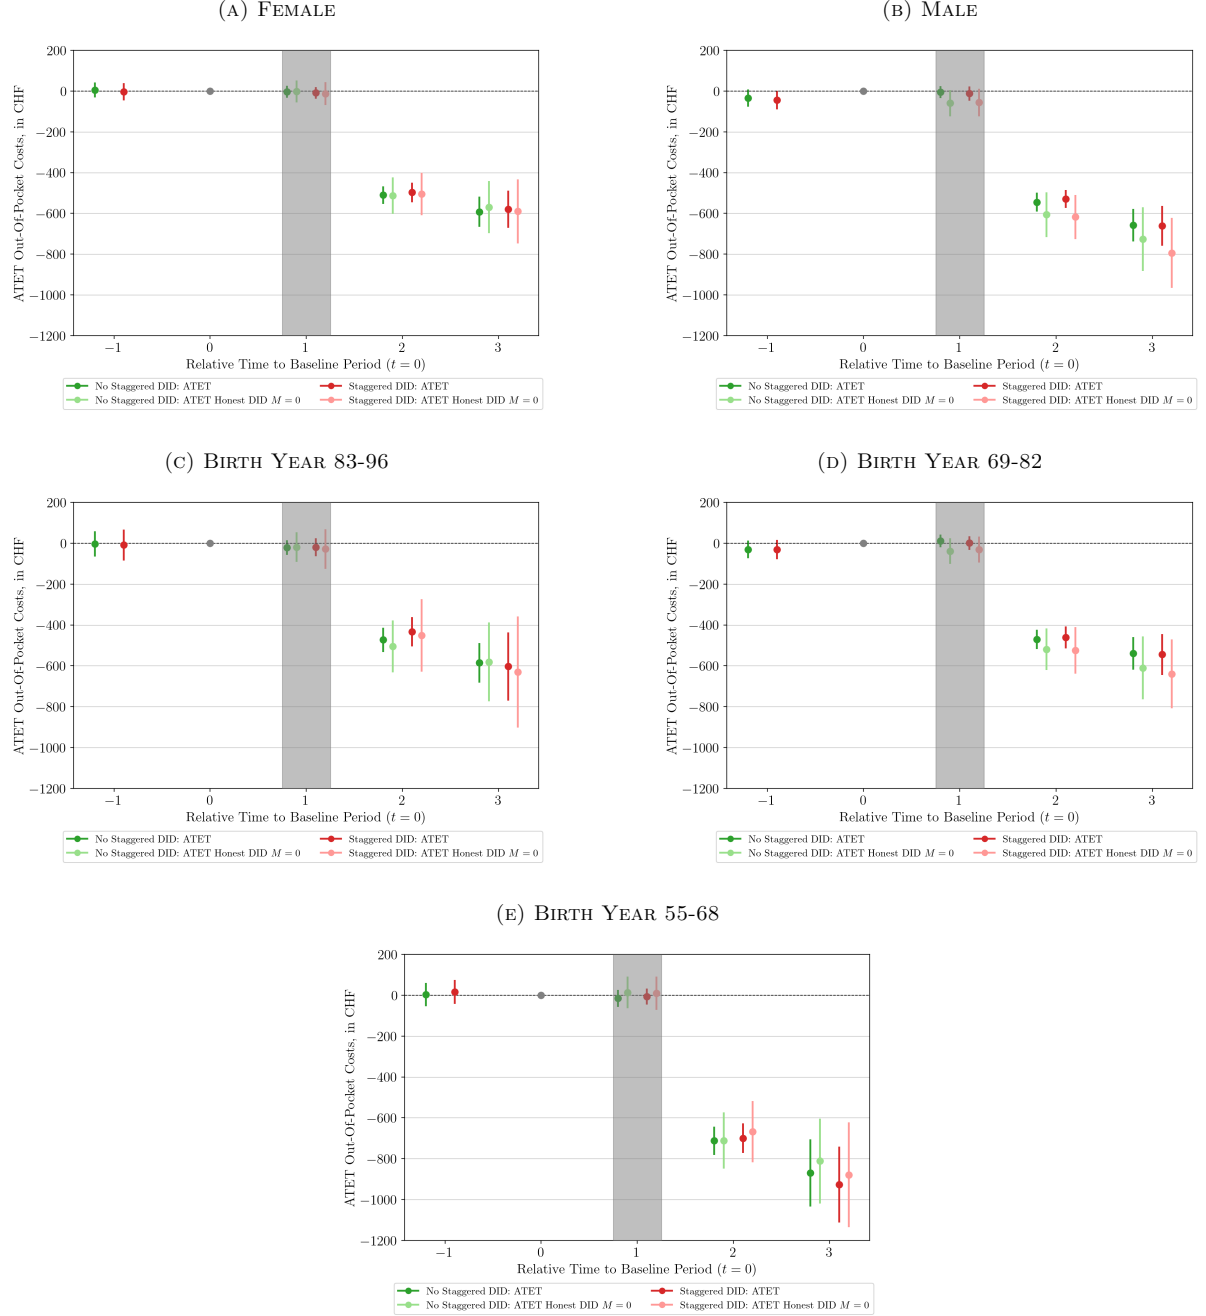 (A) Female
200
0
−200
−400
−600
−800
−1000
−1200
ATET Out-Of-Pocket Costs, in CHF
−1 0 1 2 3
Relative Time to Baseline Period (t = 0)
No Staggered DID: ATET
No Staggered DID: ATET Honest DID M = 0
Staggered DID: ATET
Staggered DID: ATET Honest DID M = 0
(B) Male
200
0
−200
−400
−600
−800
−1000
−1200
ATET Out-Of-Pocket Costs, in CHF
−1 0 1 2 3
Relative Time to Baseline Period (t = 0)
No Staggered DID: ATET
No Staggered DID: ATET Honest DID M = 0
Staggered DID: ATET
Staggered DID: ATET Honest DID M = 0
(C) Birth Year 83-96
200
0
−200
−400
−600
−800
−1000
−1200
ATET Out-Of-Pocket Costs, in CHF
−1 0 1 2 3
Relative Time to Baseline Period (t = 0)
No Staggered DID: ATET
No Staggered DID: ATET Honest DID M = 0
Staggered DID: ATET
Staggered DID: ATET Honest DID M = 0
(D) Birth Year 69-82
200
0
−200
−400
−600
−800
−1000
−1200
ATET Out-Of-Pocket Costs, in CHF
−1 0 1 2 3
Relative Time to Baseline Period (t = 0)
No Staggered DID: ATET
No Staggered DID: ATET Honest DID M = 0
Staggered DID: ATET
Staggered DID: ATET Honest DID M = 0
(E) Birth Year 55-68
200
0
−200
−400
−600
−800
−1000
−1200
ATET Out-Of-Pocket Costs, in CHF
−1 0 1 2 3
Relative Time to Baseline Period (t = 0)
No Staggered DID: ATET
No Staggered DID: ATET Honest DID M = 0
Staggered DID: ATET
Staggered DID: ATET Honest DID M = 0